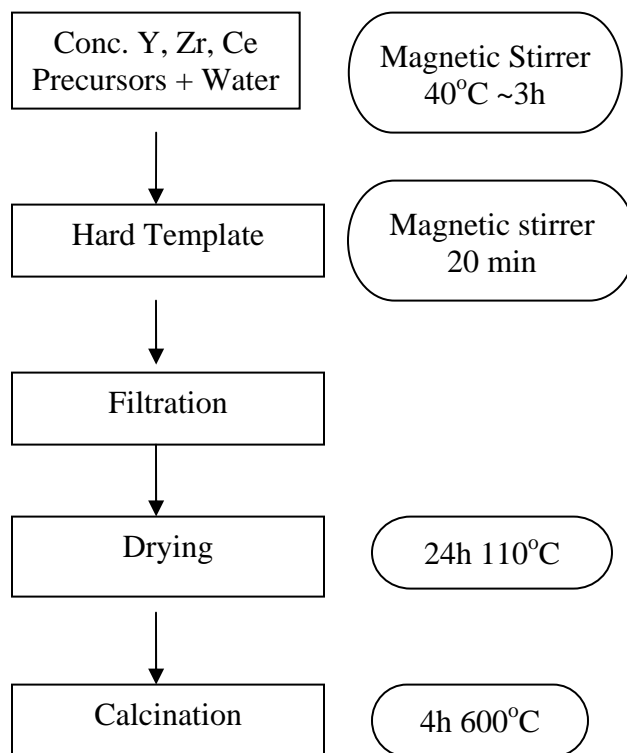 Conc. Y, Zr, Ce
Precursors + Water
Magnetic Stirrer
40°C ~3h
Hard Template
Magnetic stirrer
20 min
Filtration
Drying
24h 110°C
Calcination
4h 600°C